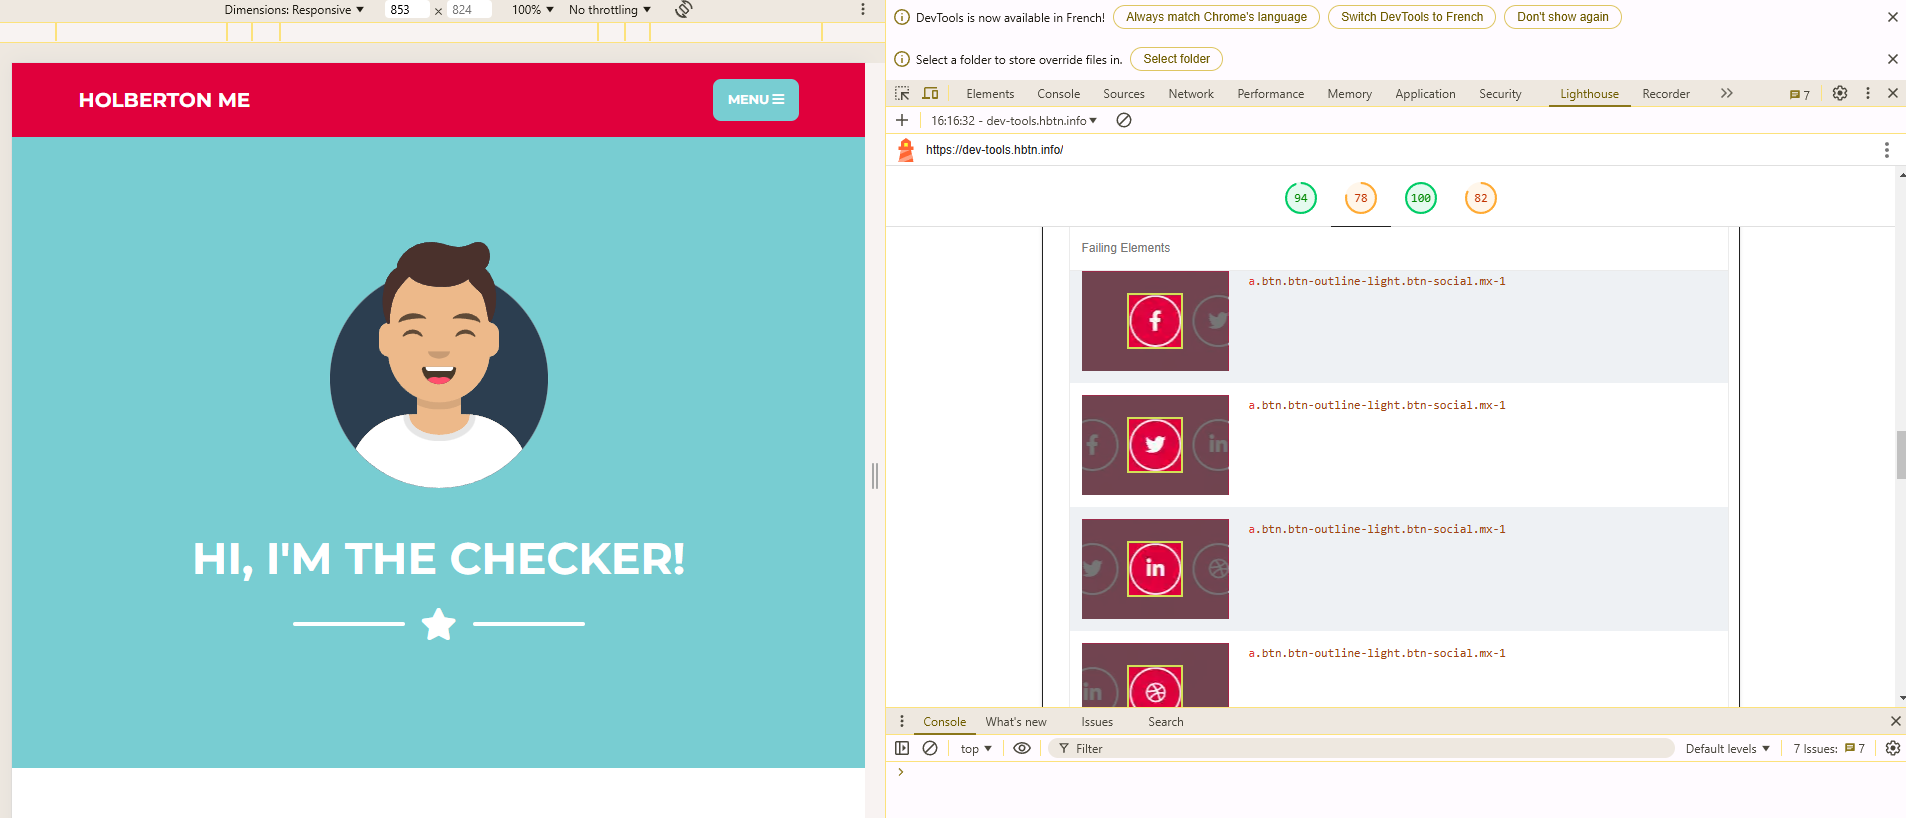 Dimensions: Responsive ▼ 853 × 824 100% ▼ No throttling ▼
HOLBERTON ME
MENU
HI, I'M THE CHECKER!
DevTools is now available in French! Always match Chrome's language Switch DevTools to French Don't show again
Select a folder to store override files in. Select folder
Elements Console Sources Network Performance Memory Application Security Lighthouse Recorder 7
16:16:32 - dev-tools.hbtn.info ▼
https://dev-tools.hbtn.info/
94 78 100 82
Failing Elements
a.btn.btn-outline-light.btn-social.mx-1
a.btn.btn-outline-light.btn-social.mx-1
a.btn.btn-outline-light.btn-social.mx-1
a.btn.btn-outline-light.btn-social.mx-1
Console What's new Issues Search
top ▼ Filter Default levels ▼ 7 Issues: 7